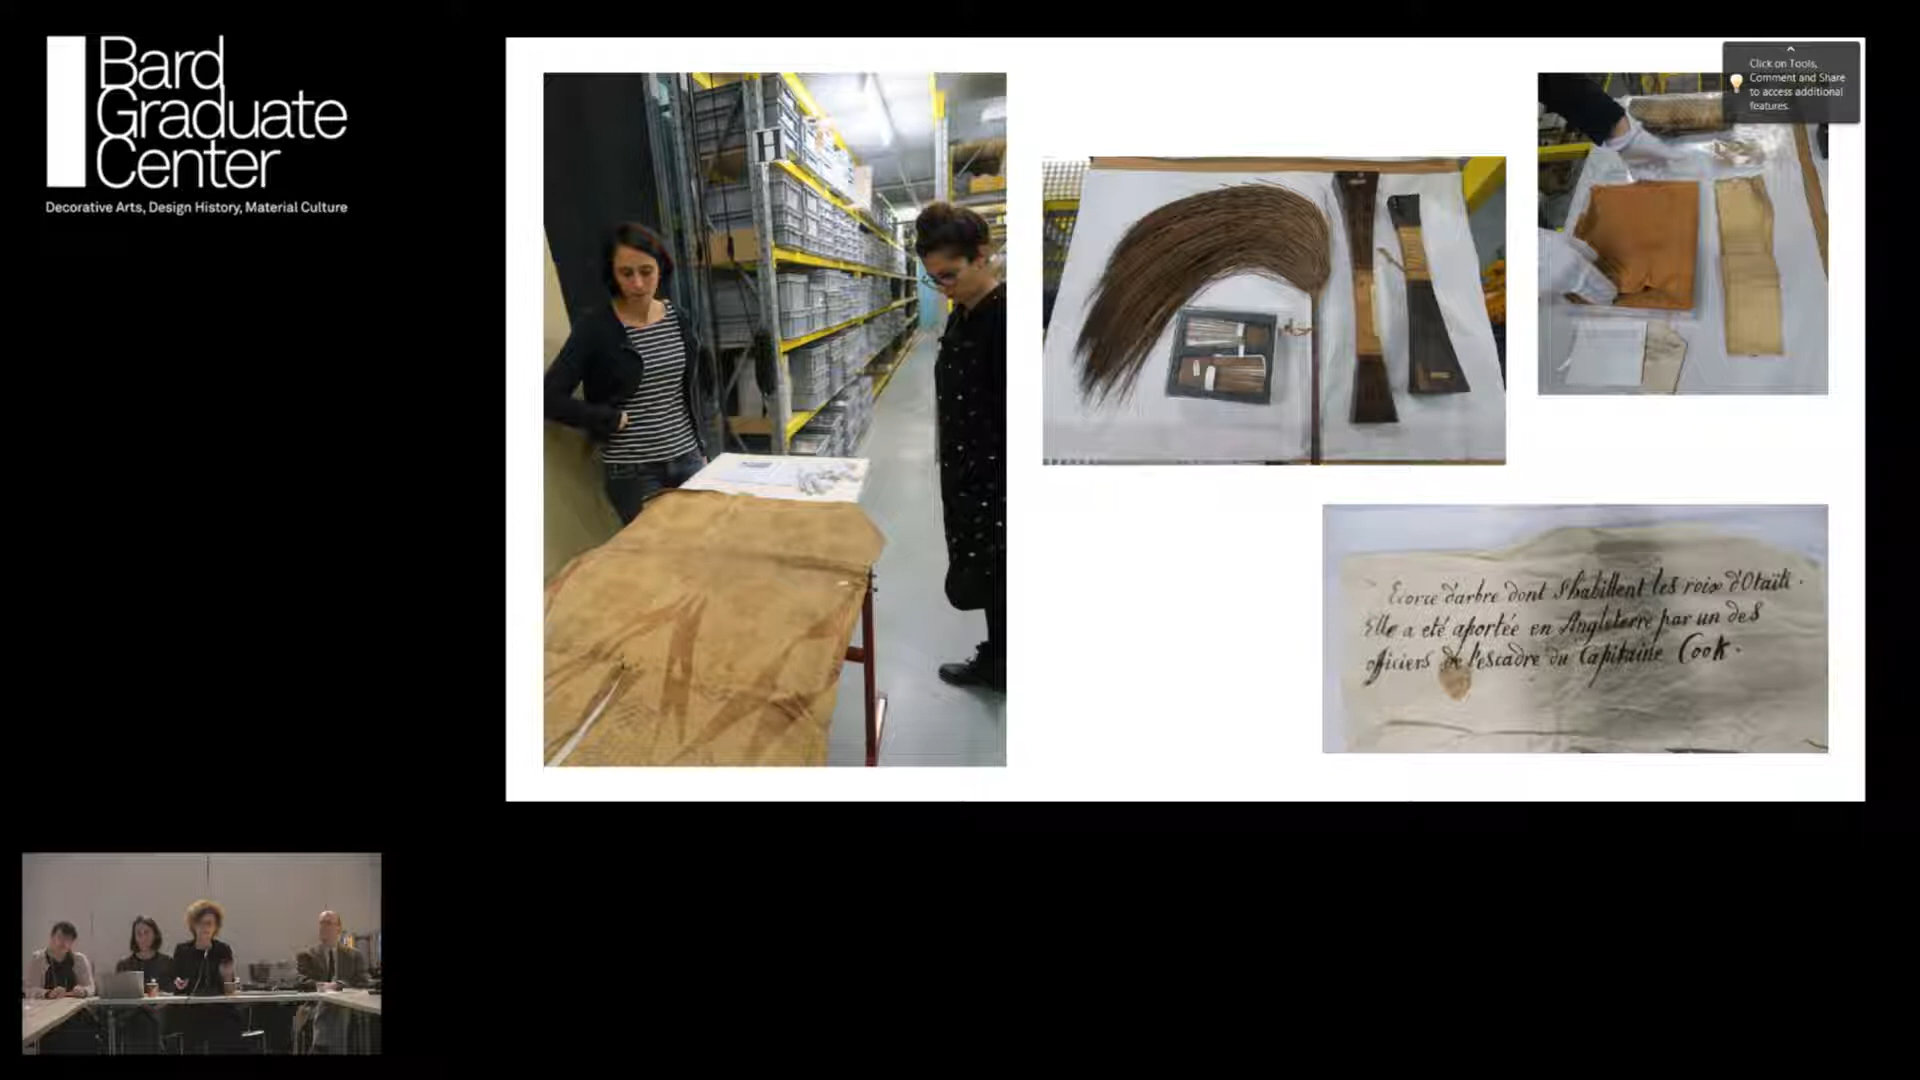 Bard
Graduate
Center
Decorative Arts, Design History, Material Culture
Click on Tools,
Comment and Share
to access additional
features.
H
Ecorce d'arbre dont s'habillent les rois d'Otaïti.
Elle a eté aportée en Angleterre par un des
officiers de l'escadre du Capitaine Cook.